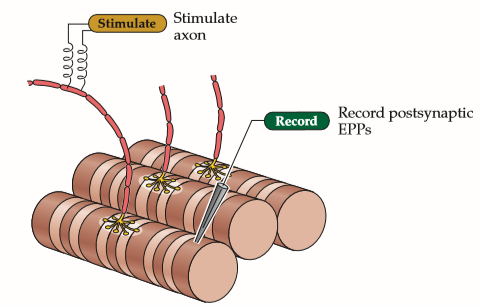 Stimulate
Stimulate
axon
Record
Record postsynaptic
EPPs